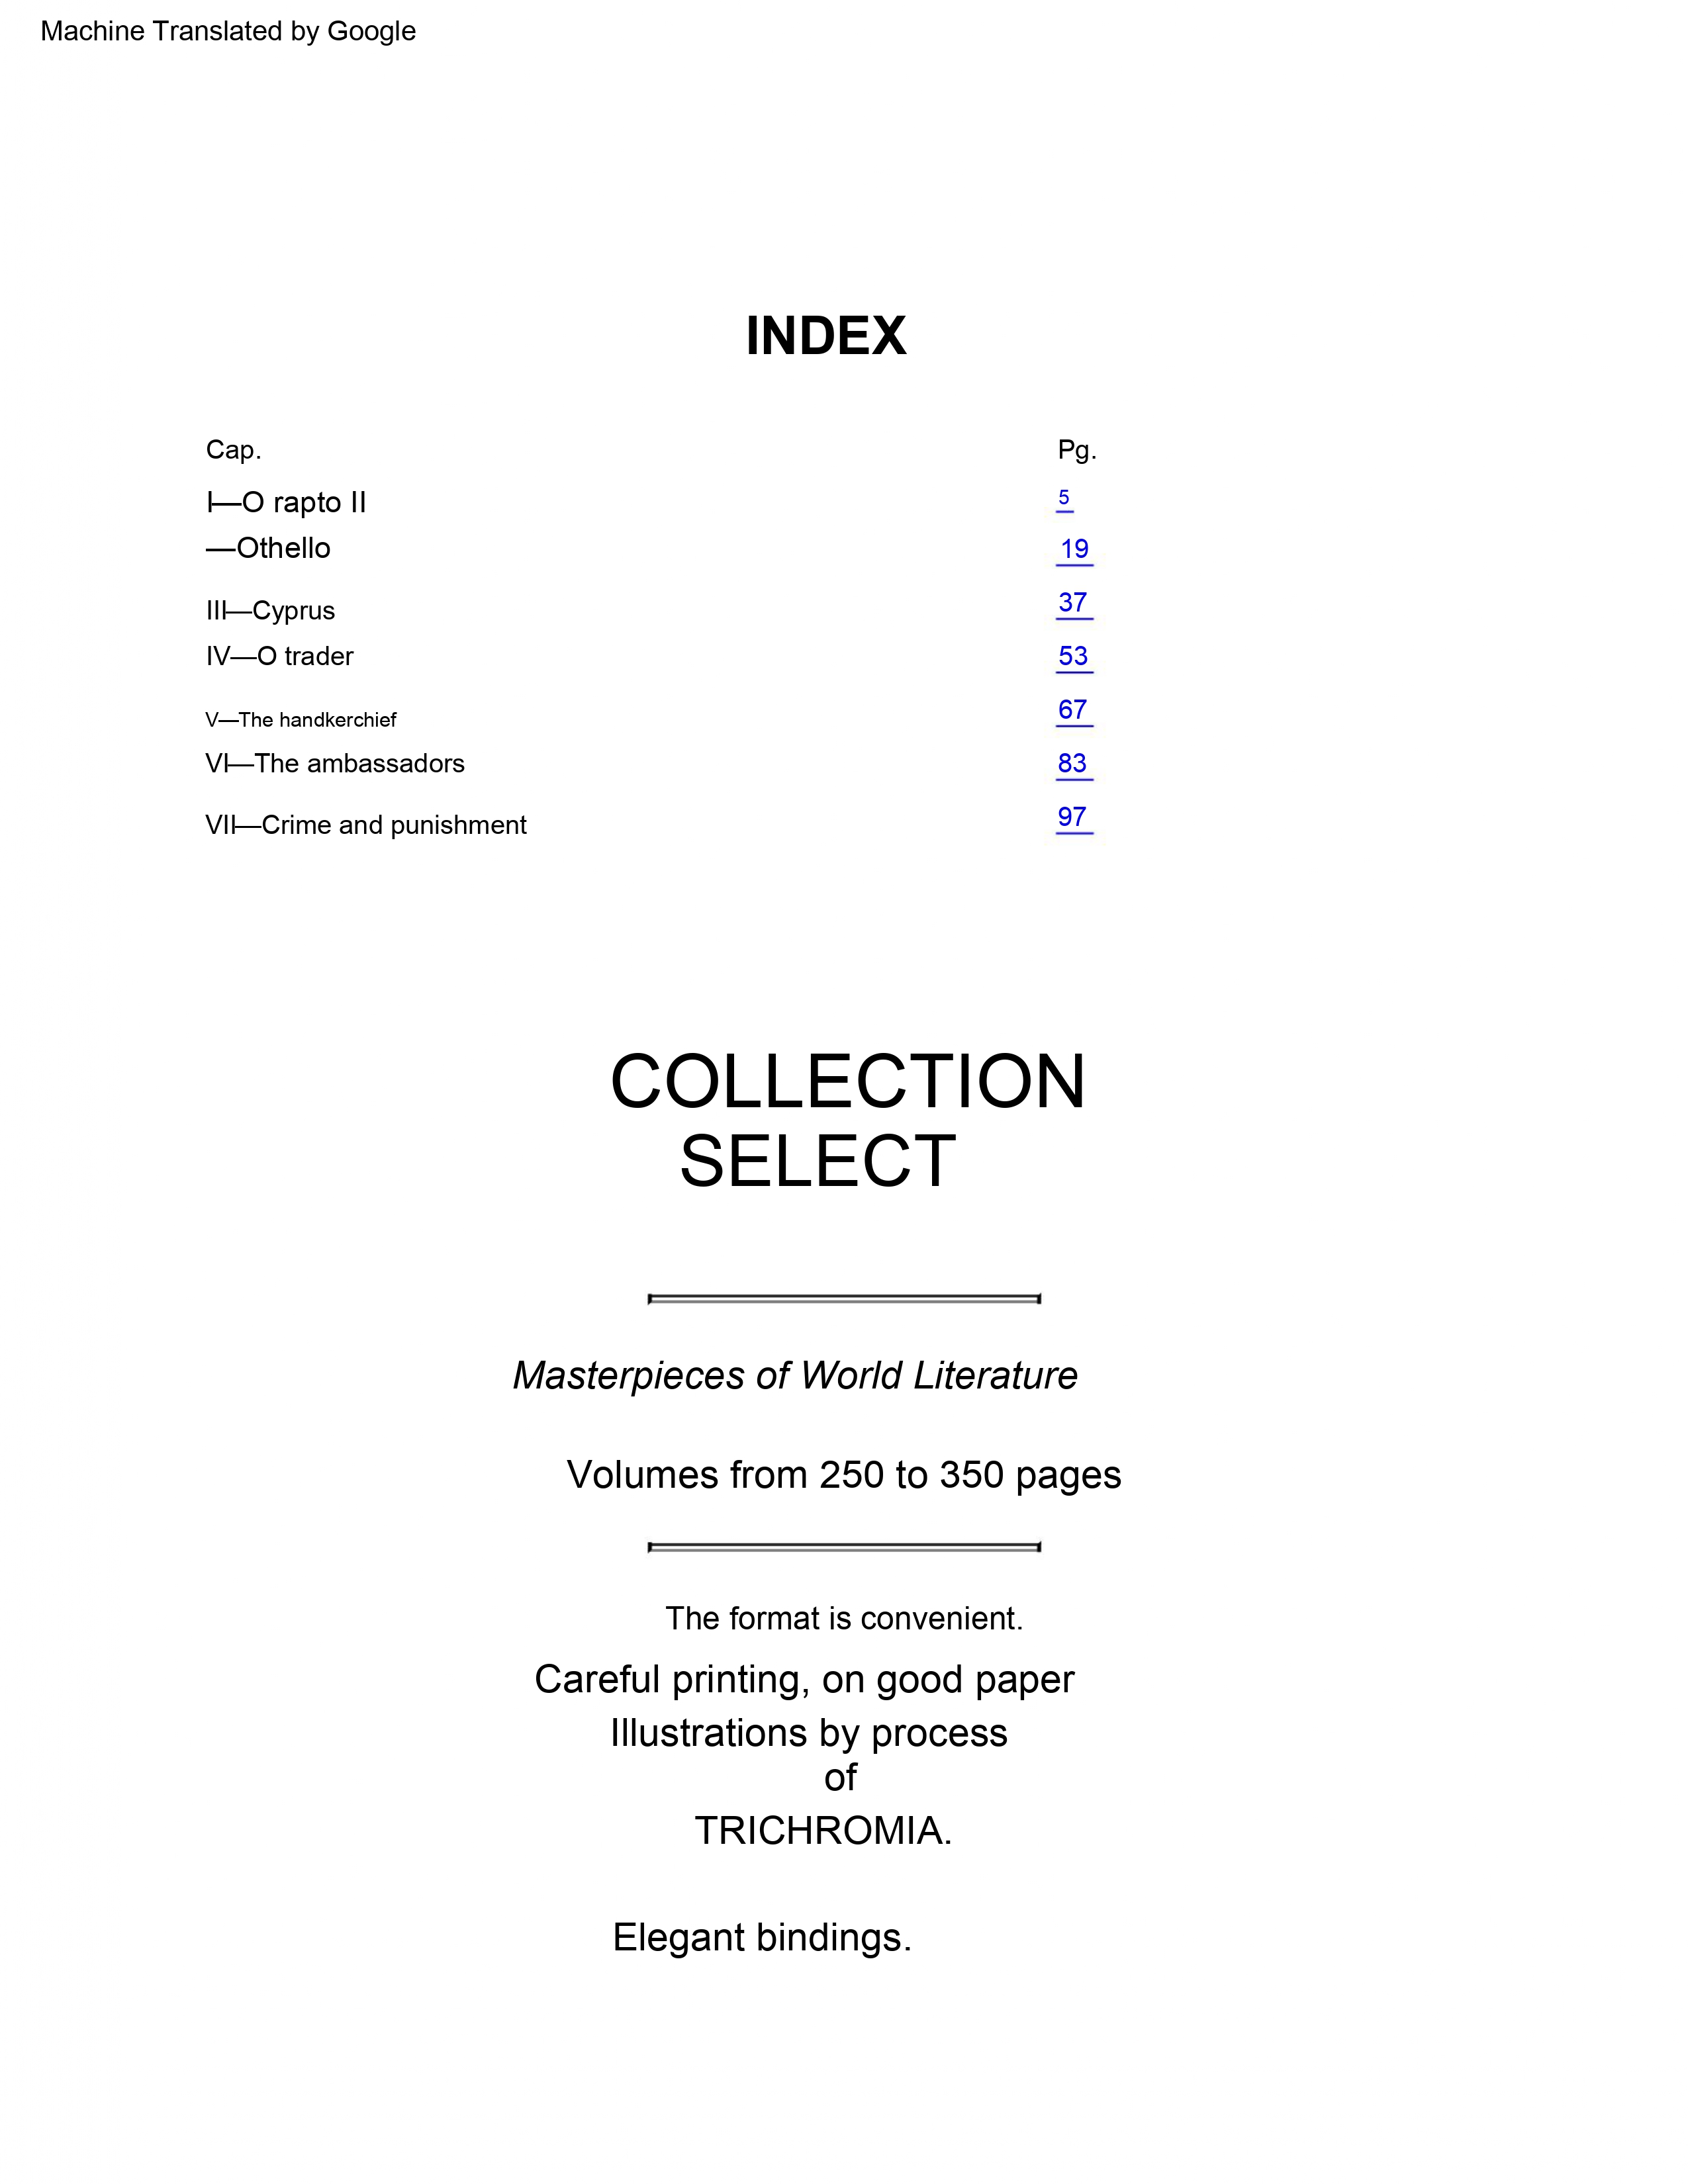 Machine Translated by Google
INDEX
Cap. Pg.
I—O rapto II 5
—Othello 19
III—Cyprus 37
IV—O trader 53
V—The handkerchief 67
VI—The ambassadors 83
VII—Crime and punishment 97
COLLECTION
SELECT
Masterpieces of World Literature
Volumes from 250 to 350 pages
The format is convenient.
Careful printing, on good paper
Illustrations by process
of
TRICHROMIA.
Elegant bindings.